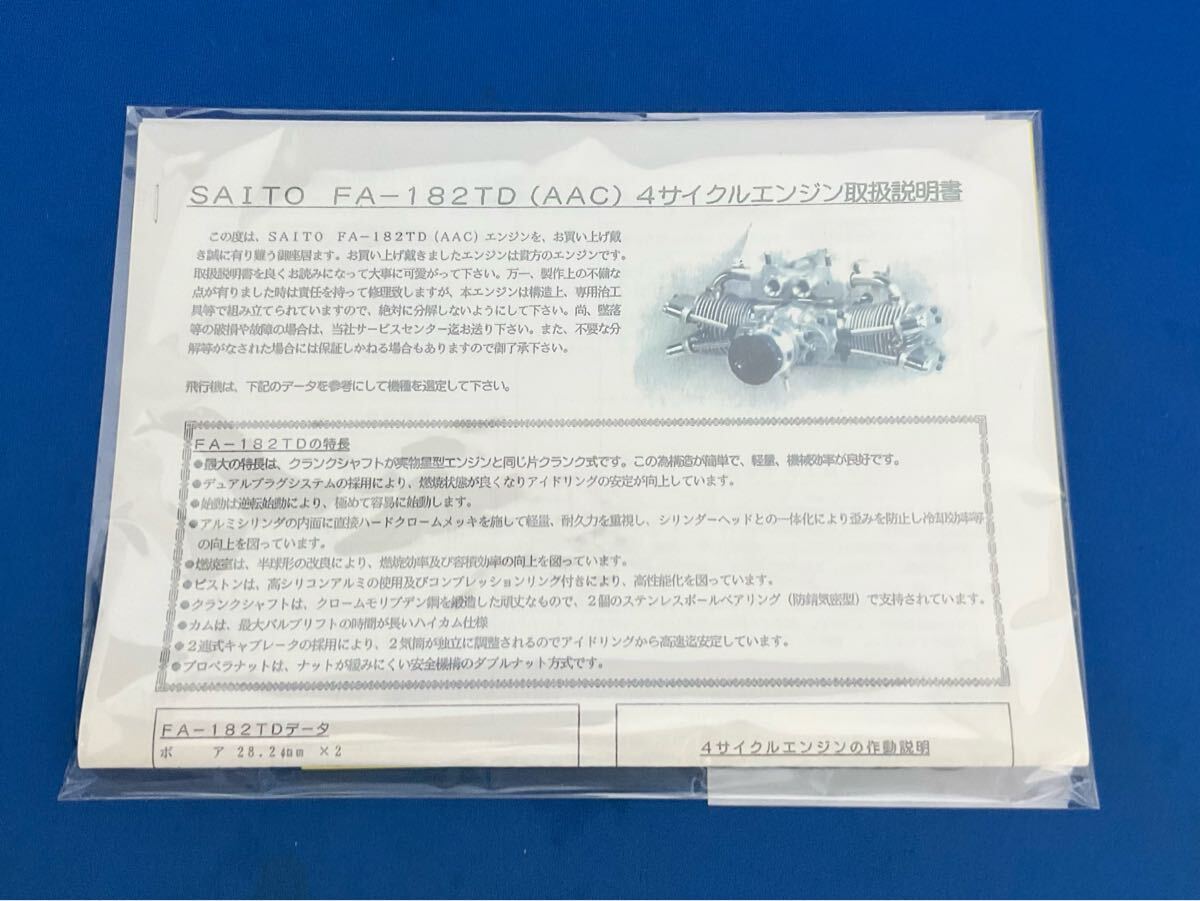 SAITO FA-182TD(AAC)4サイクルエンジン取扱説明書
この度は、SAITO FA-182TD(AAC)エンジンを、お買い上げ戴
き誠に有り難う御座居ます。お買い上げ戴きましたエンジンは貴方のエンジンです。
取扱説明書を良くお読みになって大事に可愛がって下さい。万一、製作上の不備な
点が有りました時は責任を持って修理致しますが、本エンジンは構造上、専用治工
具等で組み立てられていますので、絶対に分解しないようにして下さい。尚、墜落
等の破損や故障の場合は、当社サービスセンター迄お送り下さい。また、不要な分
解等がなされた場合には保証しかねる場合もありますので御了承下さい。
飛行機は、下記のデータを参考にして機種を選定して下さい。
FA-182TDの特長
●最大の特長は、クランクシャフトが実物星型エンジンと同じ片クランク式です。この為構造が簡単で、軽量、機械効率が良好です。
●デュアルプラグシステムの採用により、燃焼状態が良くなりアイドリングの安定が向上しています。
●始動は逆転始動により、極めて容易に始動します。
●アルミシリンダの内面に直接ハードクロームメッキを施して軽量、耐久力を重視し、シリンダーヘッドとの一体化により歪みを防止し冷却効率等
の向上を図っています。
●燃焼室は、半球形の改良により、燃焼効率及び容積効率の向上を図っています。
●ピストンは、高シリコンアルミの使用及びコンプレッションリング付きにより、高性能化を図っています。
●クランクシャフトは、クロームモリブデン鋼を鍛造した頑丈なもので、2個のステンレスボールベアリング(防錆気密型)で支持されています。
●カムは、最大バルブリフトの時間が長いハイカム仕様
●2連式キャブレータの採用により、2気筒が独立に調整されるのでアイドリングから高速迄安定しています。
●プロペラナットは、ナットが緩みにくい安全機構のダブルナット方式です。
FA-182TDデータ
ボ ア 28.24mm ×2
4サイクルエンジンの作動説明